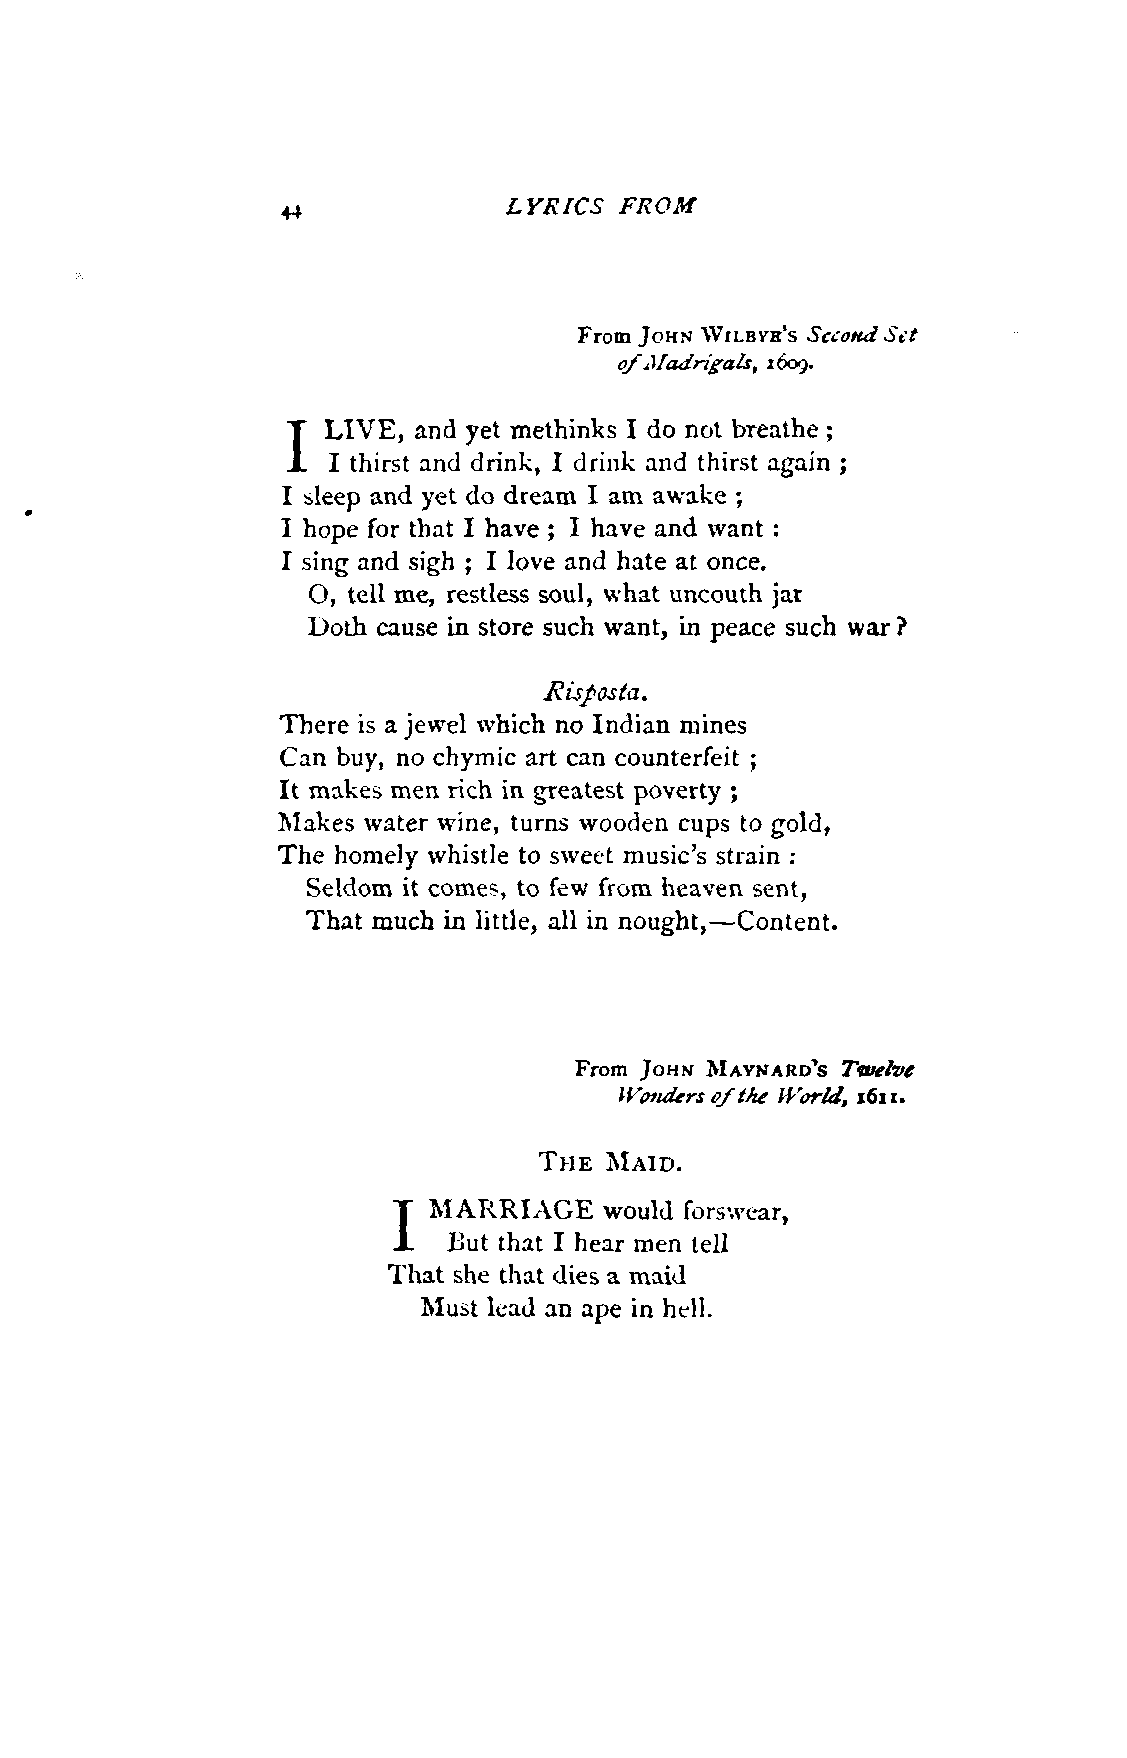 44 LYRICS FROM
From JOHN WILBYE'S Second Set
of Madrigals, 1609.
I LIVE, and yet methinks I do not breathe ;
I thirst and drink, I drink and thirst again ;
I sleep and yet do dream I am awake ;
I hope for that I have ; I have and want :
I sing and sigh ; I love and hate at once.
O, tell me, restless soul, what uncouth jar
Doth cause in store such want, in peace such war ?
Risposta.
There is a jewel which no Indian mines
Can buy, no chymic art can counterfeit ;
It makes men rich in greatest poverty ;
Makes water wine, turns wooden cups to gold,
The homely whistle to sweet music's strain :
Seldom it comes, to few from heaven sent,
That much in little, all in nought,—Content.
From JOHN MAYNARD'S Twelve
Wonders of the World, 1611.
THE MAID.
I MARRIAGE would forswear,
But that I hear men tell
That she that dies a maid
Must lead an ape in hell.